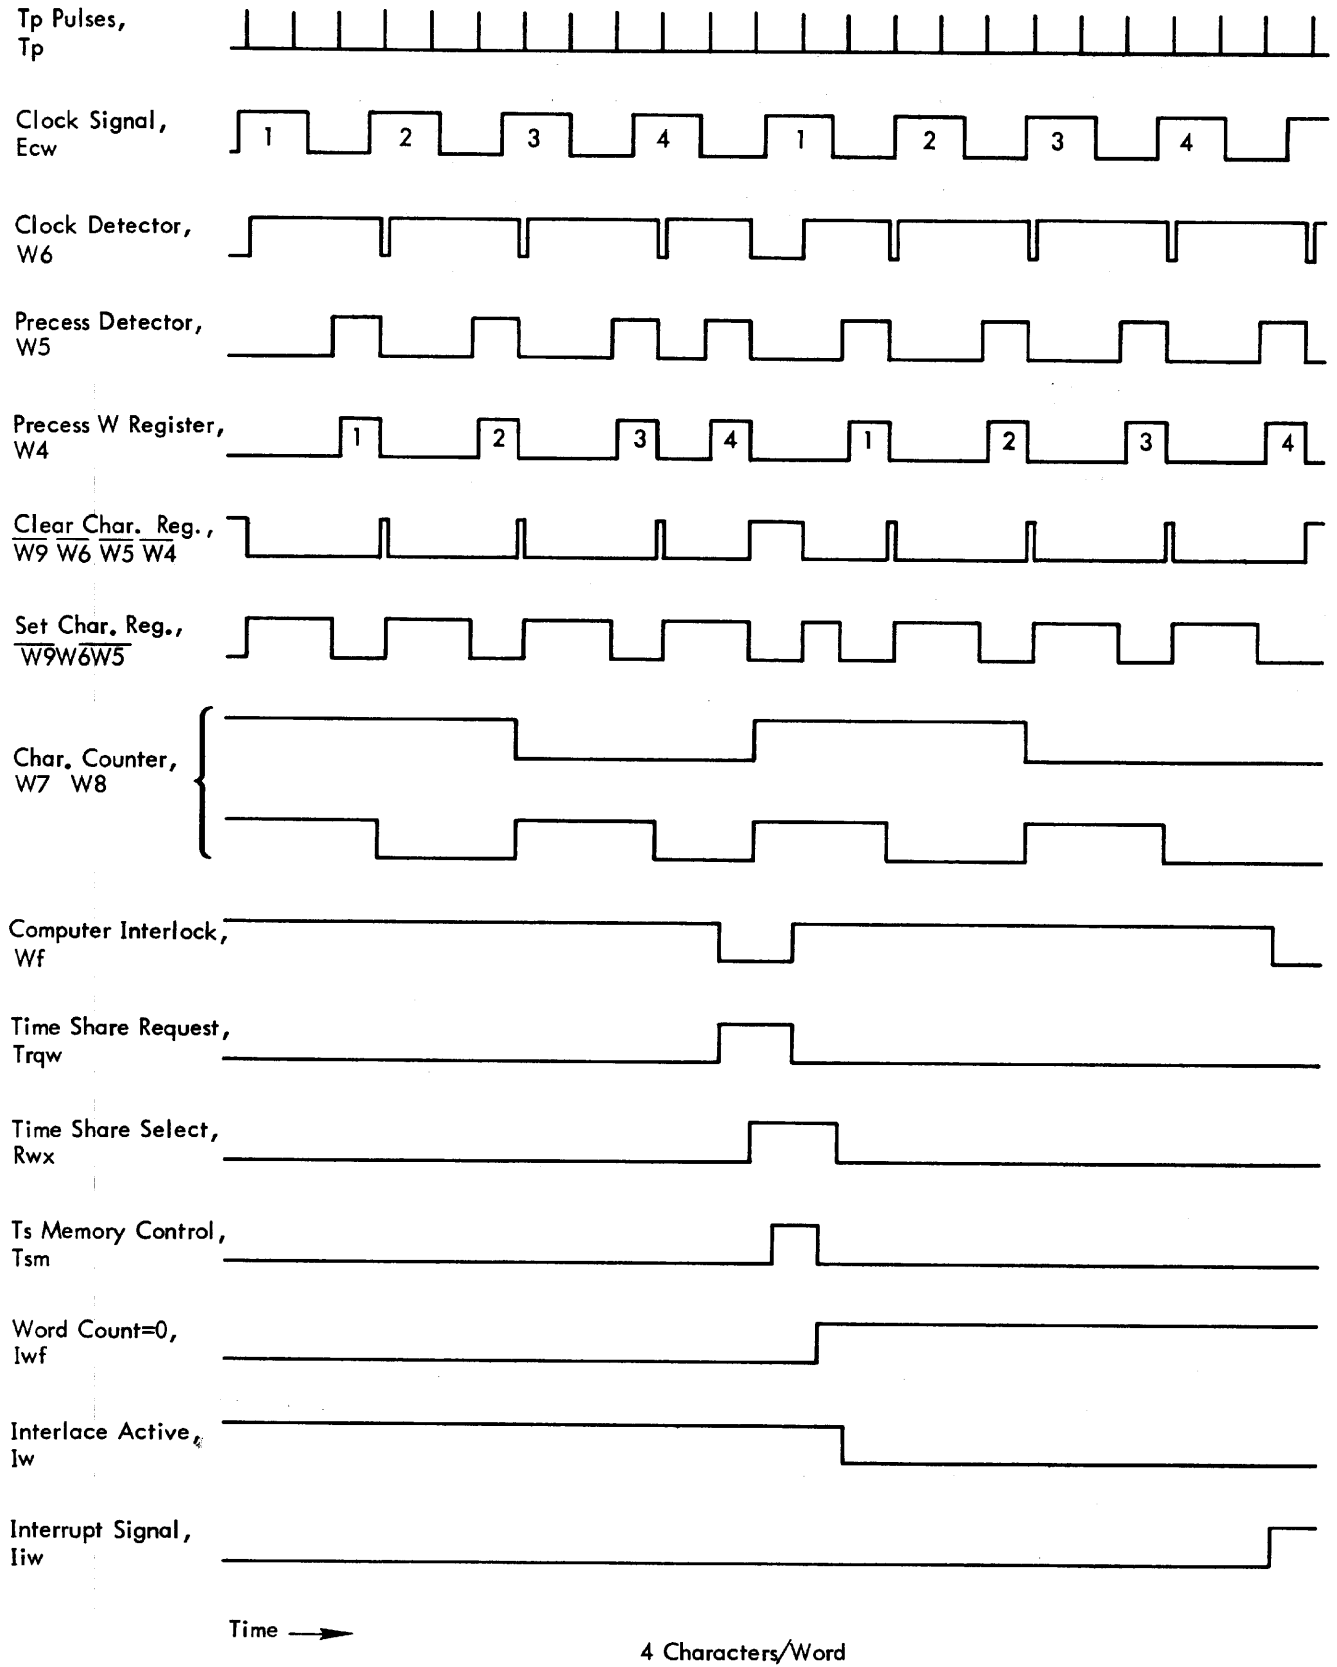 Tp Pulses,
Tp
Clock Signal,
Ecw
1 2 3 4 1 2 3 4
Clock Detector,
W6
Precess Detector,
W5
Precess W Register,
W4
1 2 3 4 1 2 3 4
Clear Char. Reg.,
W9 W6 W5 W4
Set Char. Reg.,
W9W6W5
Char. Counter,
W7 W8
Computer Interlock,
Wf
Time Share Request,
Trqw
Time Share Select,
Rwx
Ts Memory Control,
Tsm
Word Count=0,
Iwf
Interlace Active,
Iw
Interrupt Signal,
Iiw
Time
4 Characters/Word